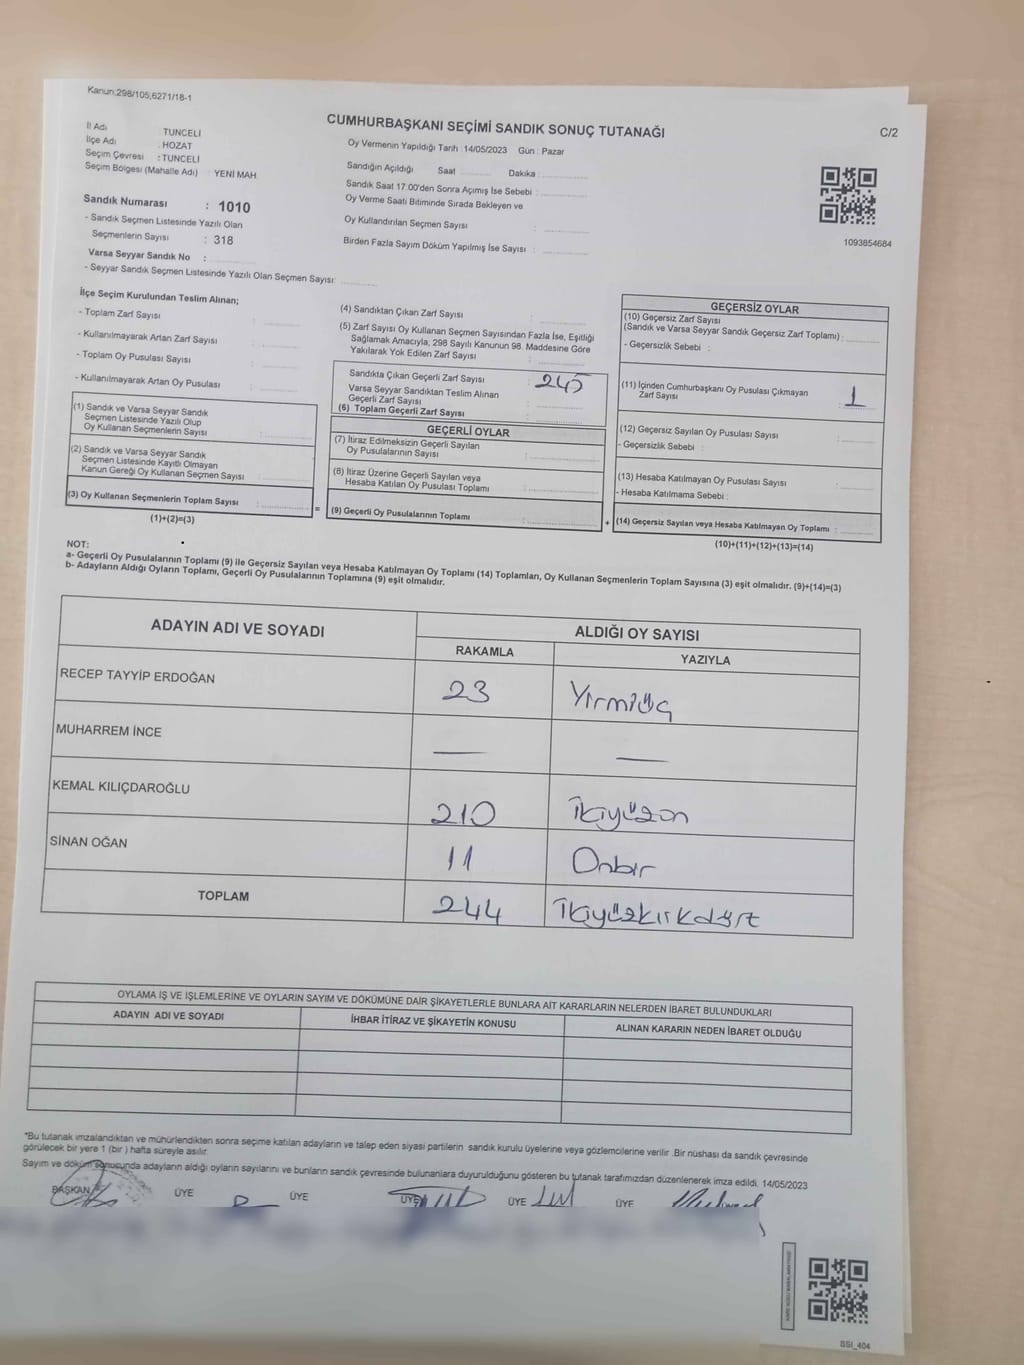 Kanun:298/105,6271/18-1
CUMHURBAŞKANI SEÇİMİ SANDIK SONUÇ TUTANAĞI
C/2
İl Adı TUNCELİ
İlçe Adı : HOZAT
Seçim Çevresi : TUNCELİ
Seçim Bölgesi (Mahalle Adı) YENİ MAH
Sandık Numarası : 1010
- Sandık Seçmen Listesinde Yazılı Olan
Seçmenlerin Sayısı : 318
Varsa Seyyar Sandık No :
- Seyyar Sandık Seçmen Listesinde Yazılı Olan Seçmen Sayısı:
Oy Vermenin Yapıldığı Tarih : 14/05/2023 Gün : Pazar
Sandığın Açıldığı Saat Dakika :
Sandık Saat 17.00'den Sonra Açımış İse Sebebi :
Oy Verme Saati Bitiminde Sırada Bekleyen ve
Oy Kullandırılan Seçmen Sayısı :
Birden Fazla Sayım Döküm Yapılmış İse Sayısı :
1093854684
İlçe Seçim Kurulundan Teslim Alınan;
- Toplam Zarf Sayısı :
- Kullanılmayarak Artan Zarf Sayısı :
- Toplam Oy Pusulası Sayısı :
- Kullanılmayarak Artan Oy Pusulası :
(1) Sandık ve Varsa Seyyar Sandık
Seçmen Listesinde Yazılı Olup
Oy Kullanan Seçmenlerin Sayısı :
(2) Sandık ve Varsa Seyyar Sandık
Seçmen Listesinde Kayıtlı Olmayan
Kanun Gereği Oy Kullanan Seçmen Sayısı :
(3) Oy Kullanan Seçmenlerin Toplam Sayısı :
(1)+(2)=(3)
(4) Sandıktan Çıkan Zarf Sayısı :
(5) Zarf Sayısı Oy Kullanan Seçmen Sayısından Fazla İse, Eşitliği
Sağlamak Amacıyla, 298 Sayılı Kanunun 98. Maddesine Göre
Yakılarak Yok Edilen Zarf Sayısı :
Sandıkta Çıkan Geçerli Zarf Sayısı : 245
Varsa Seyyar Sandıktan Teslim Alınan
Geçerli Zarf Sayısı :
(6) Toplam Geçerli Zarf Sayısı :
GEÇERLİ OYLAR
(7) İtiraz Edilmeksizin Geçerli Sayılan
Oy Pusulalarının Sayısı :
(8) İtiraz Üzerine Geçerli Sayılan veya
Hesaba Katılan Oy Pusulası Toplamı :
=
(9) Geçerli Oy Pusulalarının Toplamı :
+
GEÇERSİZ OYLAR
(10) Geçersiz Zarf Sayısı
(Sandık ve Varsa Seyyar Sandık Geçersiz Zarf Toplamı) :
- Geçersizlik Sebebi :
(11) İçinden Cumhurbaşkanı Oy Pusulası Çıkmayan
Zarf Sayısı : 1
(12) Geçersiz Sayılan Oy Pusulası Sayısı :
- Geçersizlik Sebebi :
(13) Hesaba Katılmayan Oy Pusulası Sayısı :
- Hesaba Katılmama Sebebi :
(14) Geçersiz Sayılan veya Hesaba Katılmayan Oy Toplamı :
(10)+(11)+(12)+(13)=(14)
NOT:
a- Geçerli Oy Pusulalarının Toplamı (9) ile Geçersiz Sayılan veya Hesaba Katılmayan Oy Toplamı (14) Toplamları, Oy Kullanan Seçmenlerin Toplam Sayısına (3) eşit olmalıdır. (9)+(14)=(3)
b- Adayların Aldığı Oyların Toplamı, Geçerli Oy Pusulalarının Toplamına (9) eşit olmalıdır.
ADAYIN ADI VE SOYADI ALDIĞI OY SAYISI
RAKAMLA YAZIYLA
RECEP TAYYİP ERDOĞAN 23 Yirmiüç
MUHARREM İNCE — —
KEMAL KILIÇDAROĞLU 210 İkiyüzon
SİNAN OĞAN 11 Onbir
TOPLAM 244 İkiyüzkırkdört
OYLAMA İŞ VE İŞLEMLERİNE VE OYLARIN SAYIM VE DÖKÜMÜNE DAİR ŞİKAYETLERLE BUNLARA AİT KARARLARIN NELERDEN İBARET BULUNDUKLARI
ADAYIN ADI VE SOYADI İHBAR İTİRAZ VE ŞİKAYETİN KONUSU ALINAN KARARIN NEDEN İBARET OLDUĞU
*Bu tutanak imzalandıktan ve mühürlendikten sonra seçime katılan adayların ve talep eden siyasi partilerin sandık kurulu üyelerine veya gözlemcilerine verilir. Bir nüshası da sandık çevresinde
görülecek bir yere 1 (bir) hafta süreyle asılır.
Sayım ve döküm sonucunda adayların aldığı oyların sayılarını ve bunların sandık çevresinde bulunanlara duyurulduğunu gösteren bu tutanak tarafımızdan düzenlenerek imza edildi. 14/05/2023
BAŞKAN ÜYE ÜYE ÜYE ÜYE ÜYE
SSI_404